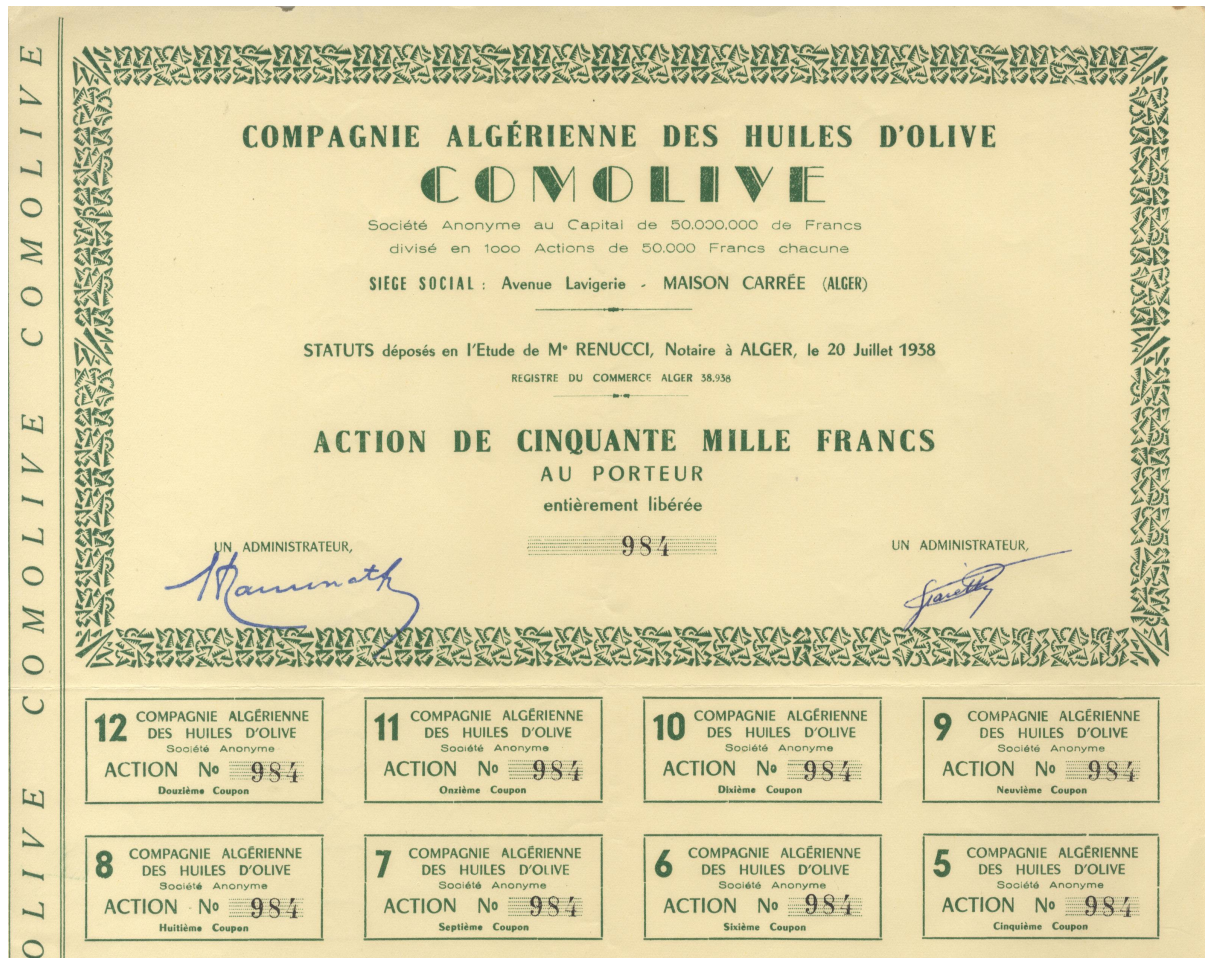 COMOLIVE COMOLIVE OLIVE
COMPAGNIE ALGÉRIENNE DES HUILES D'OLIVE
COMOLIVE
Société Anonyme au Capital de 50.000.000 de Francs
divisé en 1000 Actions de 50.000 Francs chacune
SIÈGE SOCIAL : Avenue Lavigerie - MAISON CARRÉE (ALGER)
STATUTS déposés en l'Etude de Me RENUCCI, Notaire à ALGER, le 20 Juillet 1938
REGISTRE DU COMMERCE ALGER 38.938
ACTION DE CINQUANTE MILLE FRANCS
AU PORTEUR
entièrement libérée
UN ADMINISTRATEUR,
984
UN ADMINISTRATEUR,
12 COMPAGNIE ALGÉRIENNE
DES HUILES D'OLIVE
Société Anonyme
ACTION No 984
Douzième Coupon
11 COMPAGNIE ALGÉRIENNE
DES HUILES D'OLIVE
Société Anonyme
ACTION No 984
Onzième Coupon
10 COMPAGNIE ALGÉRIENNE
DES HUILES D'OLIVE
Société Anonyme
ACTION No 984
Dixième Coupon
9 COMPAGNIE ALGÉRIENNE
DES HUILES D'OLIVE
Société Anonyme
ACTION No 984
Neuvième Coupon
8 COMPAGNIE ALGÉRIENNE
DES HUILES D'OLIVE
Société Anonyme
ACTION No 984
Huitième Coupon
7 COMPAGNIE ALGÉRIENNE
DES HUILES D'OLIVE
Société Anonyme
ACTION No 984
Septième Coupon
6 COMPAGNIE ALGÉRIENNE
DES HUILES D'OLIVE
Société Anonyme
ACTION No 984
Sixième Coupon
5 COMPAGNIE ALGÉRIENNE
DES HUILES D'OLIVE
Société Anonyme
ACTION No 984
Cinquième Coupon